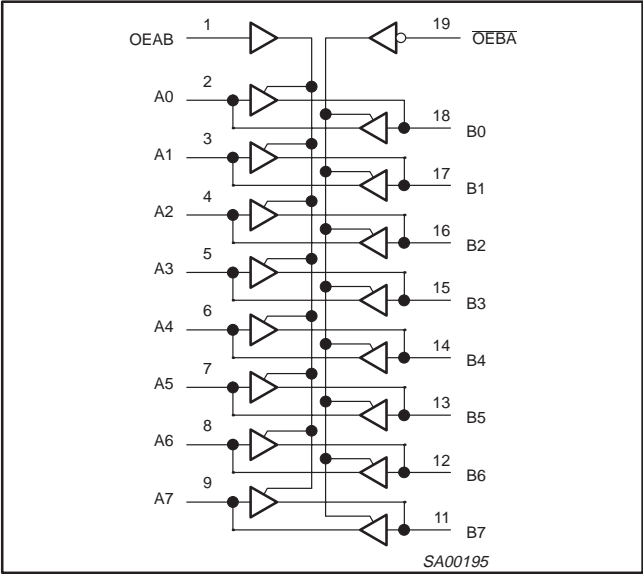 OEAB 1 19 OEBA
A0 2 18 B0
A1 3 17 B1
A2 4 16 B2
A3 5 15 B3
A4 6 14 B4
A5 7 13 B5
A6 8 12 B6
A7 9 11 B7
SA00195